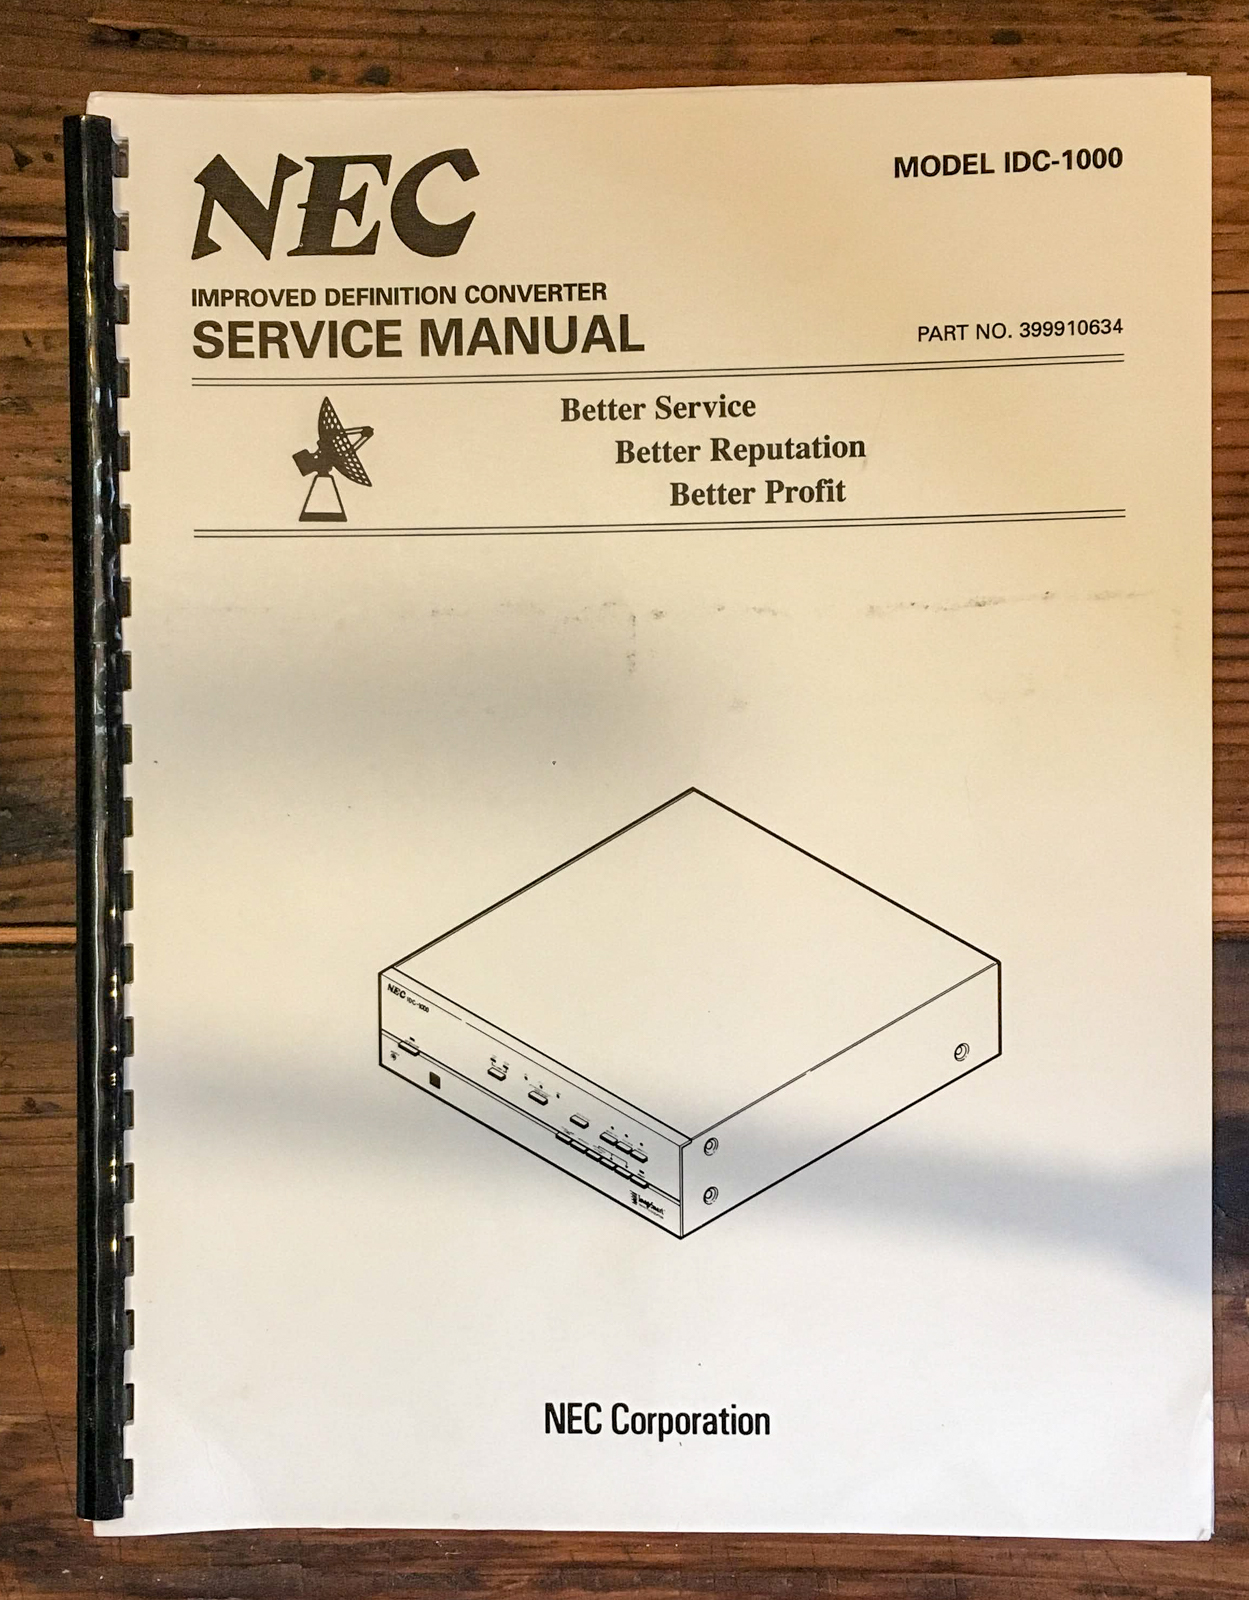 NEC
MODEL IDC-1000
IMPROVED DEFINITION CONVERTER
SERVICE MANUAL
PART NO. 399910634
Better Service
Better Reputation
Better Profit
NEC IDC-1000
NEC Corporation